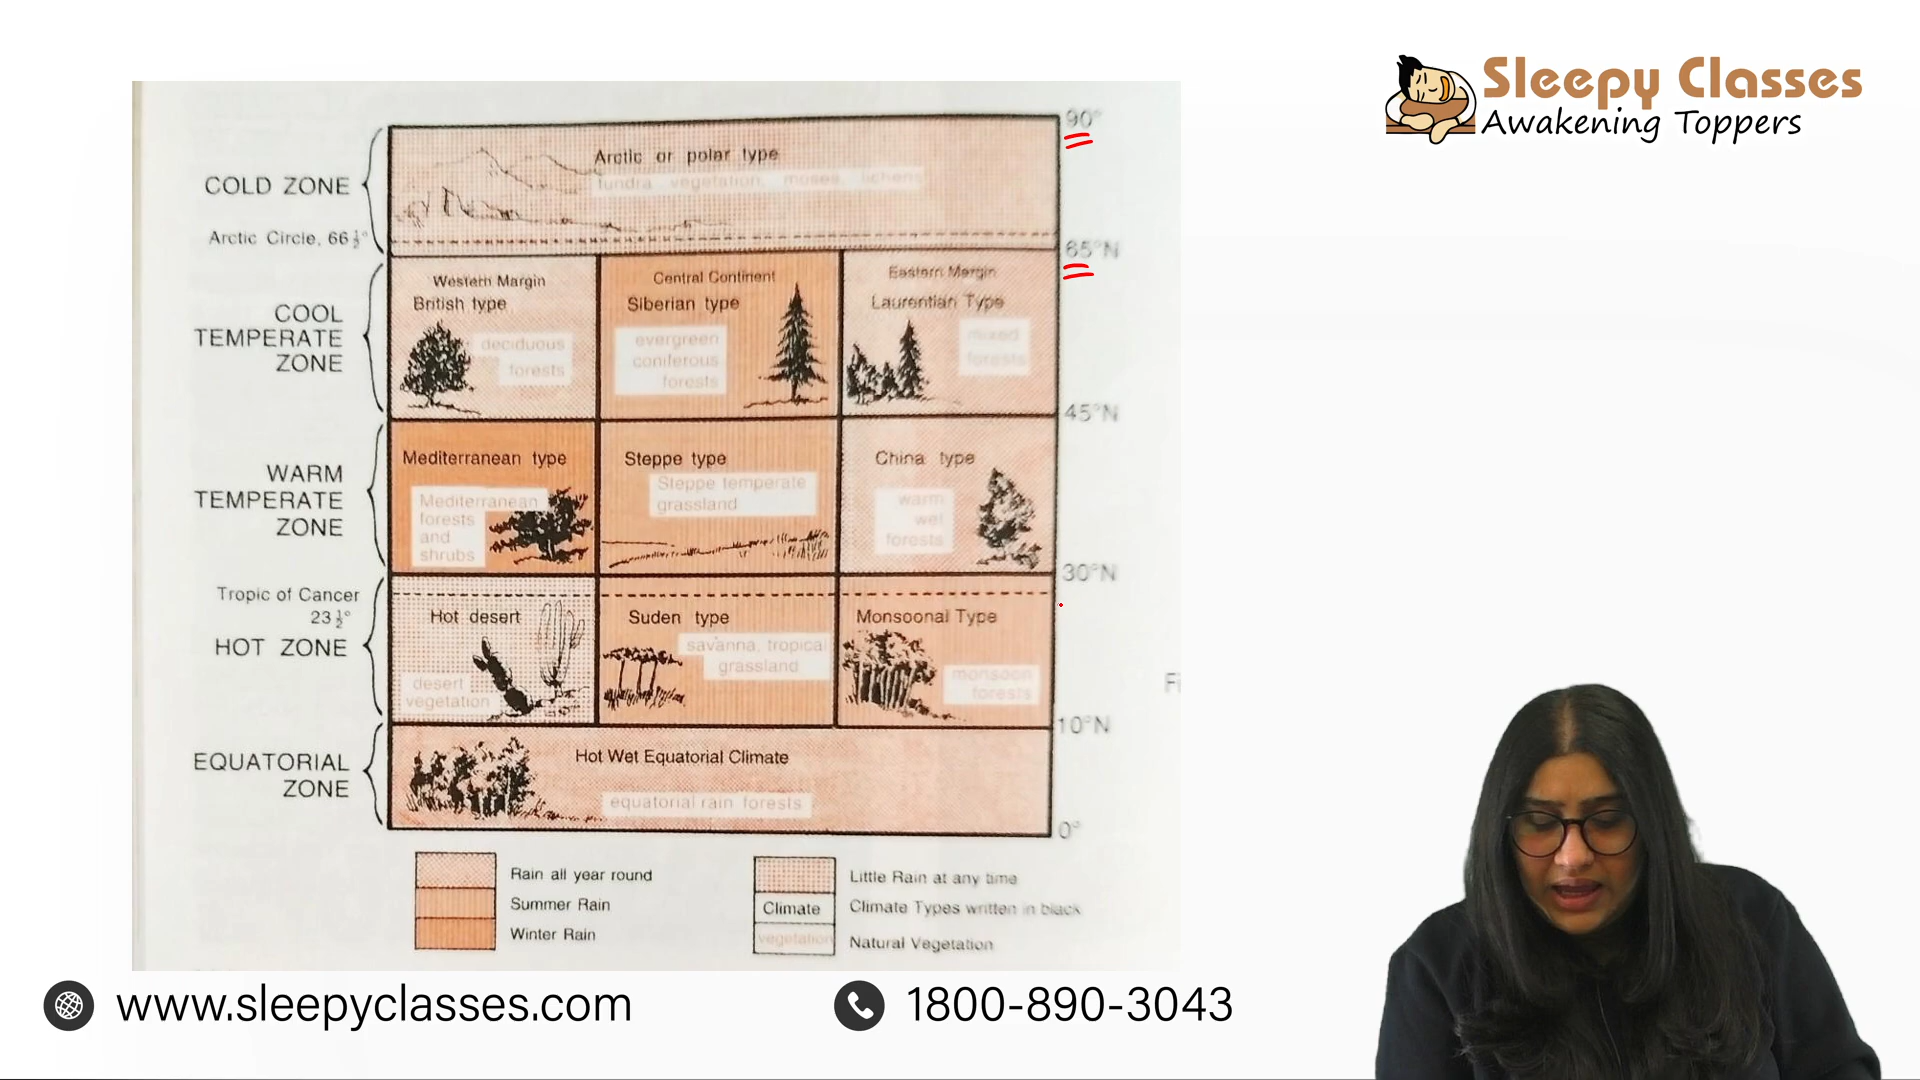 Sleepy Classes
Awakening Toppers
90°
COLD ZONE
Arctic or polar type
tundra vegetation, moses, lichens
Arctic Circle, 66½°
65°N
COOL
TEMPERATE
ZONE
Western Margin
British type
deciduous
forests
Central Continent
Siberian type
evergreen
coniferous
forests
Eastern Margin
Laurentian Type
mixed
forests
45°N
WARM
TEMPERATE
ZONE
Mediterranean type
Mediterranean
forests
and
shrubs
Steppe type
Steppe temperate
grassland
China type
warm
wet
forests
30°N
Tropic of Cancer
23½°
HOT ZONE
Hot desert
desert
vegetation
Suden type
savanna, tropical
grassland
Monsoonal Type
monsoon
forests
10°N
EQUATORIAL
ZONE
Hot Wet Equatorial Climate
equatorial rain forests
0°
Rain all year round
Summer Rain
Winter Rain
Little Rain at any time
Climate Climate Types written in black
vegetation Natural Vegetation
www.sleepyclasses.com
1800-890-3043